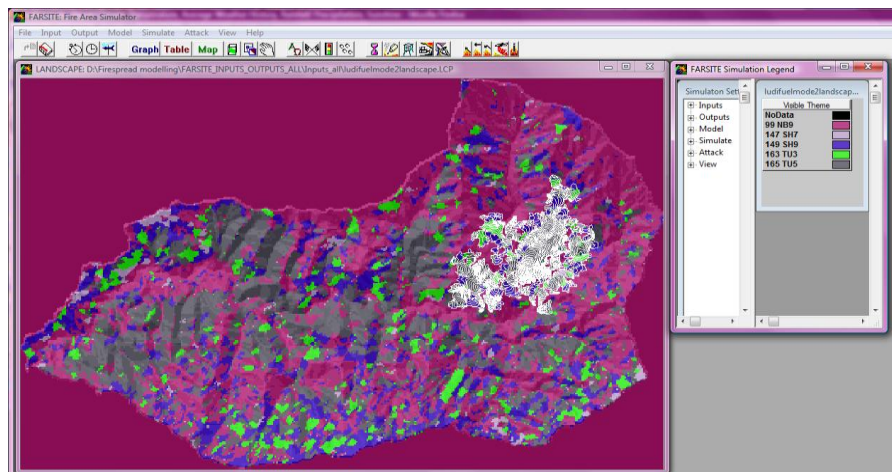 FARSITE: Fire Area Simulator
File Input Output Model Simulate Attack View Help
Graph Table Map
LANDSCAPE: D:\Firespread modelling\FARSITE_INPUTS_OUTPUTS_ALL\Inputs_all\ludifuelmode2landscape.LCP
FARSITE Simulation Legend
Simulaton Sett
Inputs
Outputs
Model
Simulate
Attack
View
ludifuelmode2landscap...
Visible Theme
NoData
99 NB9
147 SH7
149 SH9
163 TU3
165 TU5